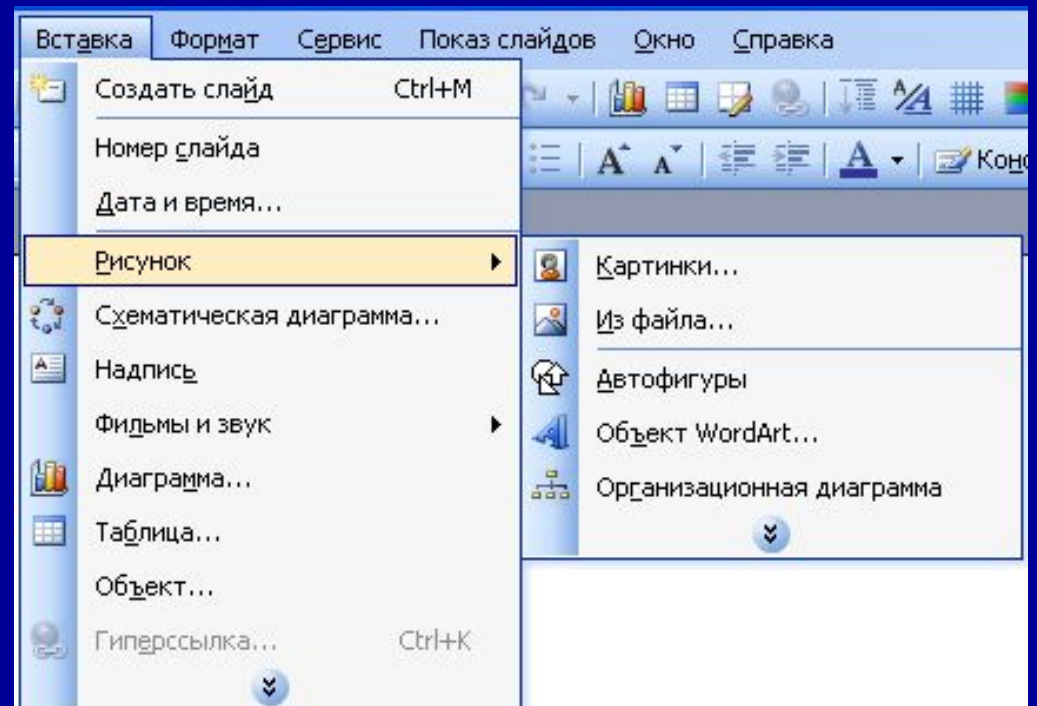 Вставка Формат Сервис Показ слайдов Окно Справка
Создать слайд Ctrl+M
Номер слайда
Дата и время...
Рисунок
Схематическая диаграмма...
Надпись
Фильмы и звук
Диаграмма...
Таблица...
Объект...
Гиперссылка... Ctrl+K
Картинки...
Из файла...
Автофигуры
Объект WordArt...
Организационная диаграмма